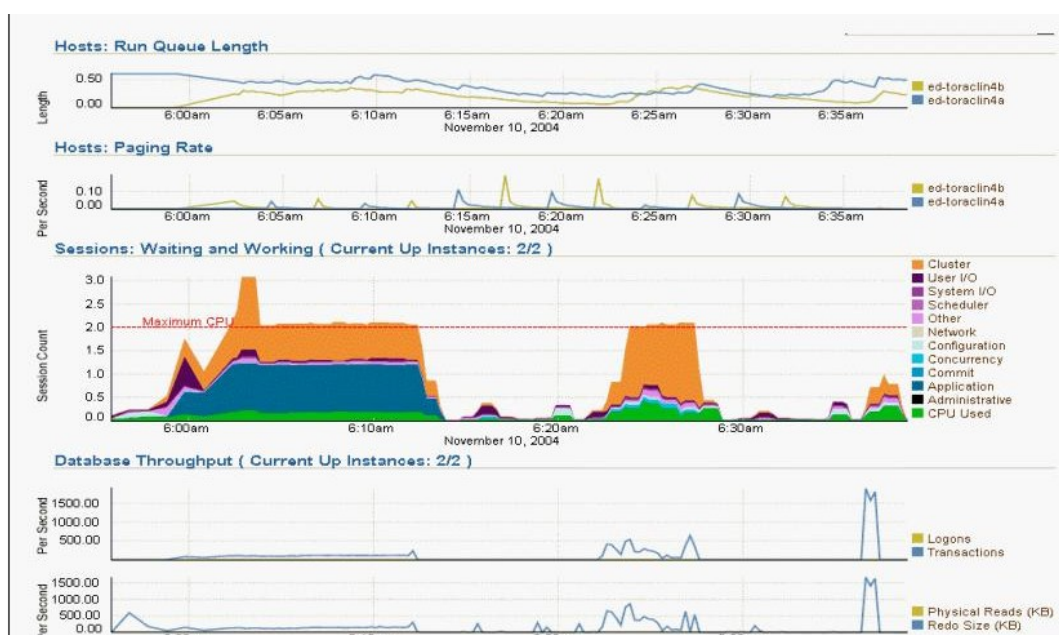 Hosts: Run Queue Length
Length
0.50
0.00
6:00am 6:05am 6:10am 6:15am 6:20am 6:25am 6:30am 6:35am
November 10, 2004
ed-toraclin4b
ed-toraclin4a
Hosts: Paging Rate
Per Second
0.10
0.00
6:00am 6:05am 6:10am 6:15am 6:20am 6:25am 6:30am 6:35am
November 10, 2004
ed-toraclin4b
ed-toraclin4a
Sessions: Waiting and Working ( Current Up Instances: 2/2 )
Session Count
3.0
2.5
2.0
1.5
1.0
0.5
0.0
Maximum CPU
6:00am 6:10am 6:20am 6:30am
November 10, 2004
Cluster
User I/O
System I/O
Scheduler
Other
Network
Configuration
Concurrency
Commit
Application
Administrative
CPU Used
Database Throughput ( Current Up Instances: 2/2 )
Per Second
1500.00
1000.00
500.00
Logons
Transactions
Per Second
1500.00
1000.00
500.00
0.00
Physical Reads (KB)
Redo Size (KB)